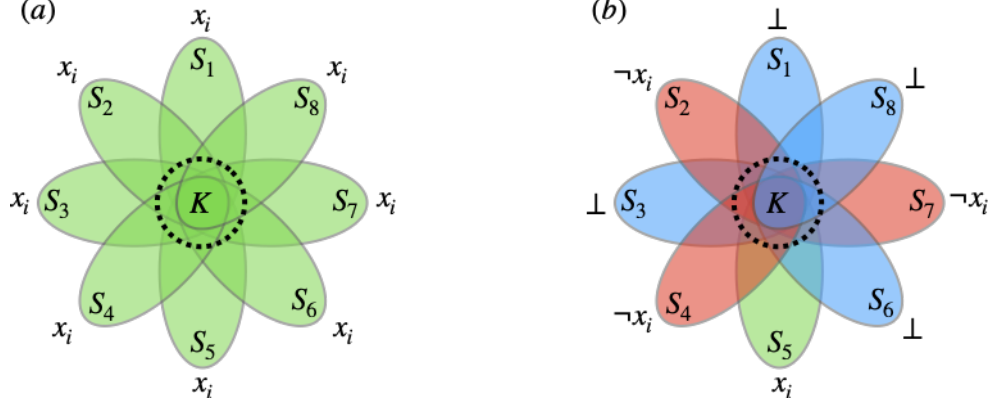 (a)
x_i
S_1
x_i
S_2
x_i
S_8
x_i
S_3
K
S_7
x_i
S_4
x_i
S_6
x_i
S_5
x_i
(b)
⊥
S_1
¬x_i
S_2
S_8
⊥
⊥
S_3
K
S_7
¬x_i
S_4
¬x_i
S_6
⊥
S_5
x_i